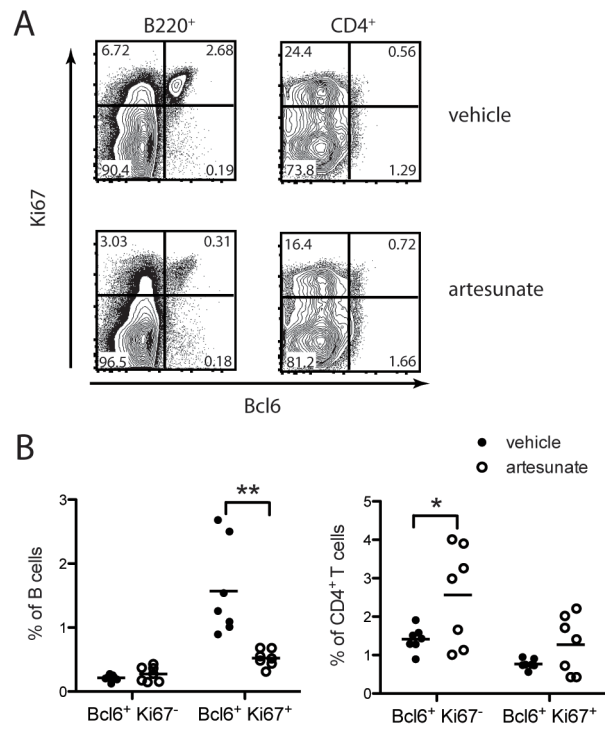 A
B220⁺ CD4⁺
6.72 2.68 24.4 0.56
vehicle
90.4 0.19 73.8 1.29
Ki67
3.03 0.31 16.4 0.72
artesunate
96.5 0.18 81.2 1.66
Bcl6
B
vehicle
artesunate
3 ** 5 *
4
2
3
% of B cells % of CD4⁺ T cells
2
1
1
0 0
Bcl6⁺ Ki67⁻ Bcl6⁺ Ki67⁺ Bcl6⁺ Ki67⁻ Bcl6⁺ Ki67⁺